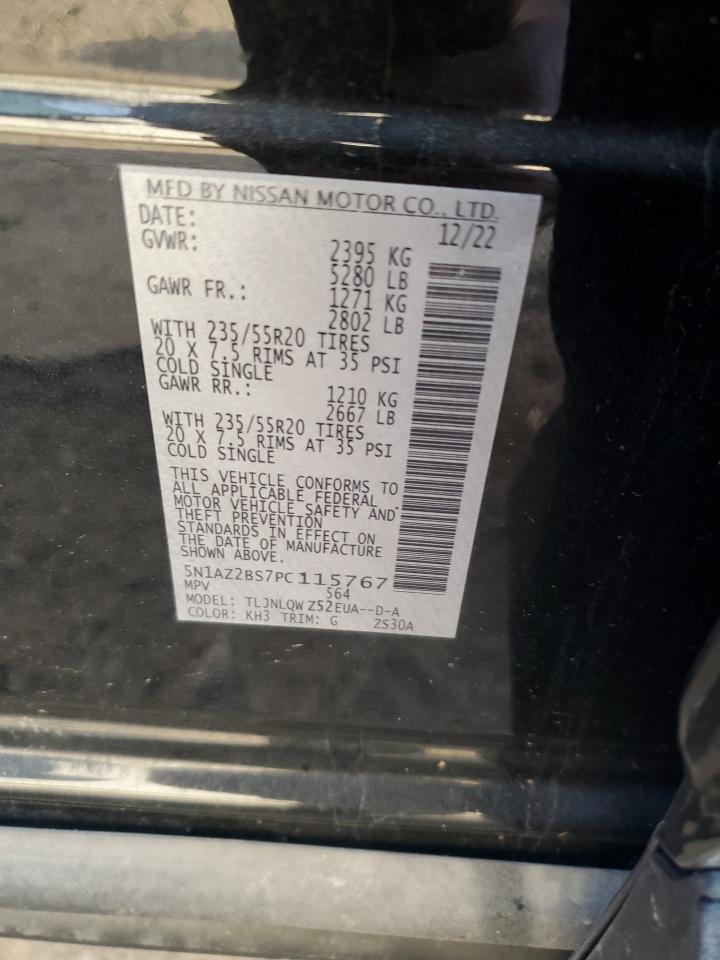 MFD BY NISSAN MOTOR CO., LTD.
DATE: 12/22
GVWR: 2395 KG
5280 LB
GAWR FR.: 1271 KG
2802 LB
WITH 235/55R20 TIRES
20 X 7.5 RIMS AT 35 PSI
COLD SINGLE
GAWR RR.: 1210 KG
2667 LB
WITH 235/55R20 TIRES
20 X 7.5 RIMS AT 35 PSI
COLD SINGLE
THIS VEHICLE CONFORMS TO
ALL APPLICABLE FEDERAL
MOTOR VEHICLE SAFETY AND
THEFT PREVENTION
STANDARDS IN EFFECT ON
THE DATE OF MANUFACTURE
SHOWN ABOVE.
5N1AZ2BS7PC115767
MPV 564
MODEL: TLJNLQW Z52EUA--D-A
COLOR: KH3 TRIM: G ZS30A